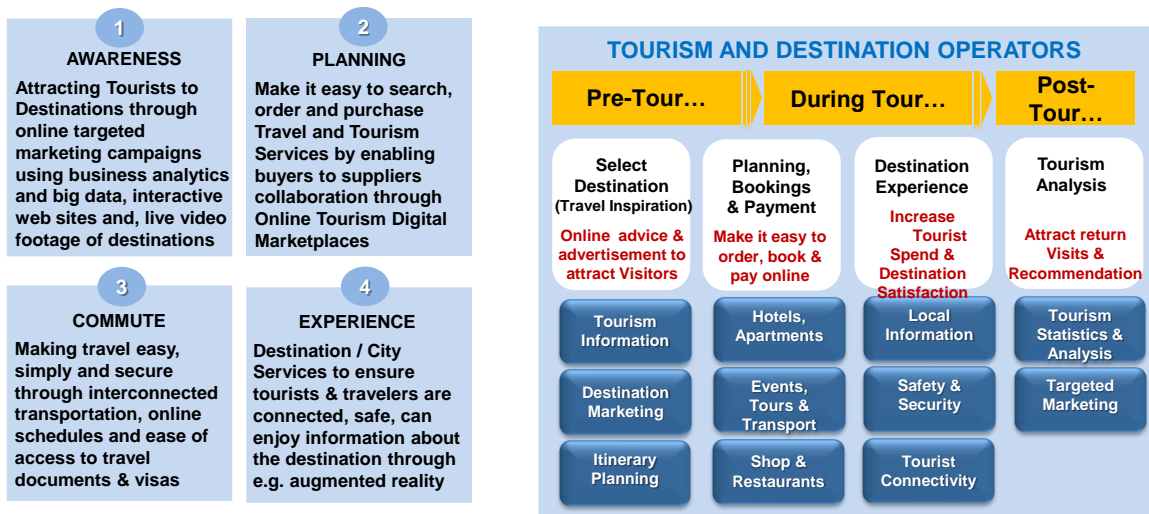 1
AWARENESS
Attracting Tourists to
Destinations through
online targeted
marketing campaigns
using business analytics
and big data, interactive
web sites and, live video
footage of destinations
2
PLANNING
Make it easy to search,
order and purchase
Travel and Tourism
Services by enabling
buyers to suppliers
collaboration through
Online Tourism Digital
Marketplaces
3
COMMUTE
Making travel easy,
simply and secure
through interconnected
transportation, online
schedules and ease of
access to travel
documents & visas
4
EXPERIENCE
Destination / City
Services to ensure
tourists & travelers are
connected, safe, can
enjoy information about
the destination through
e.g. augmented reality
TOURISM AND DESTINATION OPERATORS
Pre-Tour…
During Tour…
Post-
Tour…
Select
Destination
(Travel Inspiration)
Online advice &
advertisement to
attract Visitors
Planning,
Bookings
& Payment
Make it easy to
order, book &
pay online
Destination
Experience
Increase
Tourist
Spend &
Destination
Satisfaction
Tourism
Analysis
Attract return
Visits &
Recommendation
Tourism
Information
Destination
Marketing
Itinerary
Planning
Hotels,
Apartments
Events,
Tours &
Transport
Shop &
Restaurants
Local
Information
Safety &
Security
Tourist
Connectivity
Tourism
Statistics &
Analysis
Targeted
Marketing